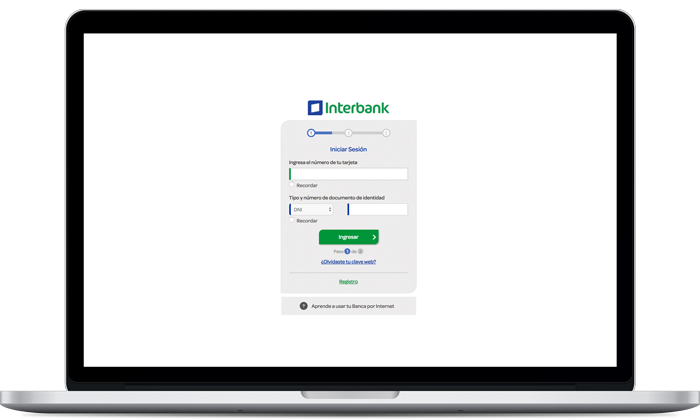 Interbank
1 2 3
Iniciar Sesión
Ingresa el número de tu tarjeta
Recordar
Tipo y número de documento de identidad
DNI
Recordar
Ingresar
Paso 1 de 3
¿Olvidaste tu clave web?
Registro
? Aprende a usar tu Banca por Internet